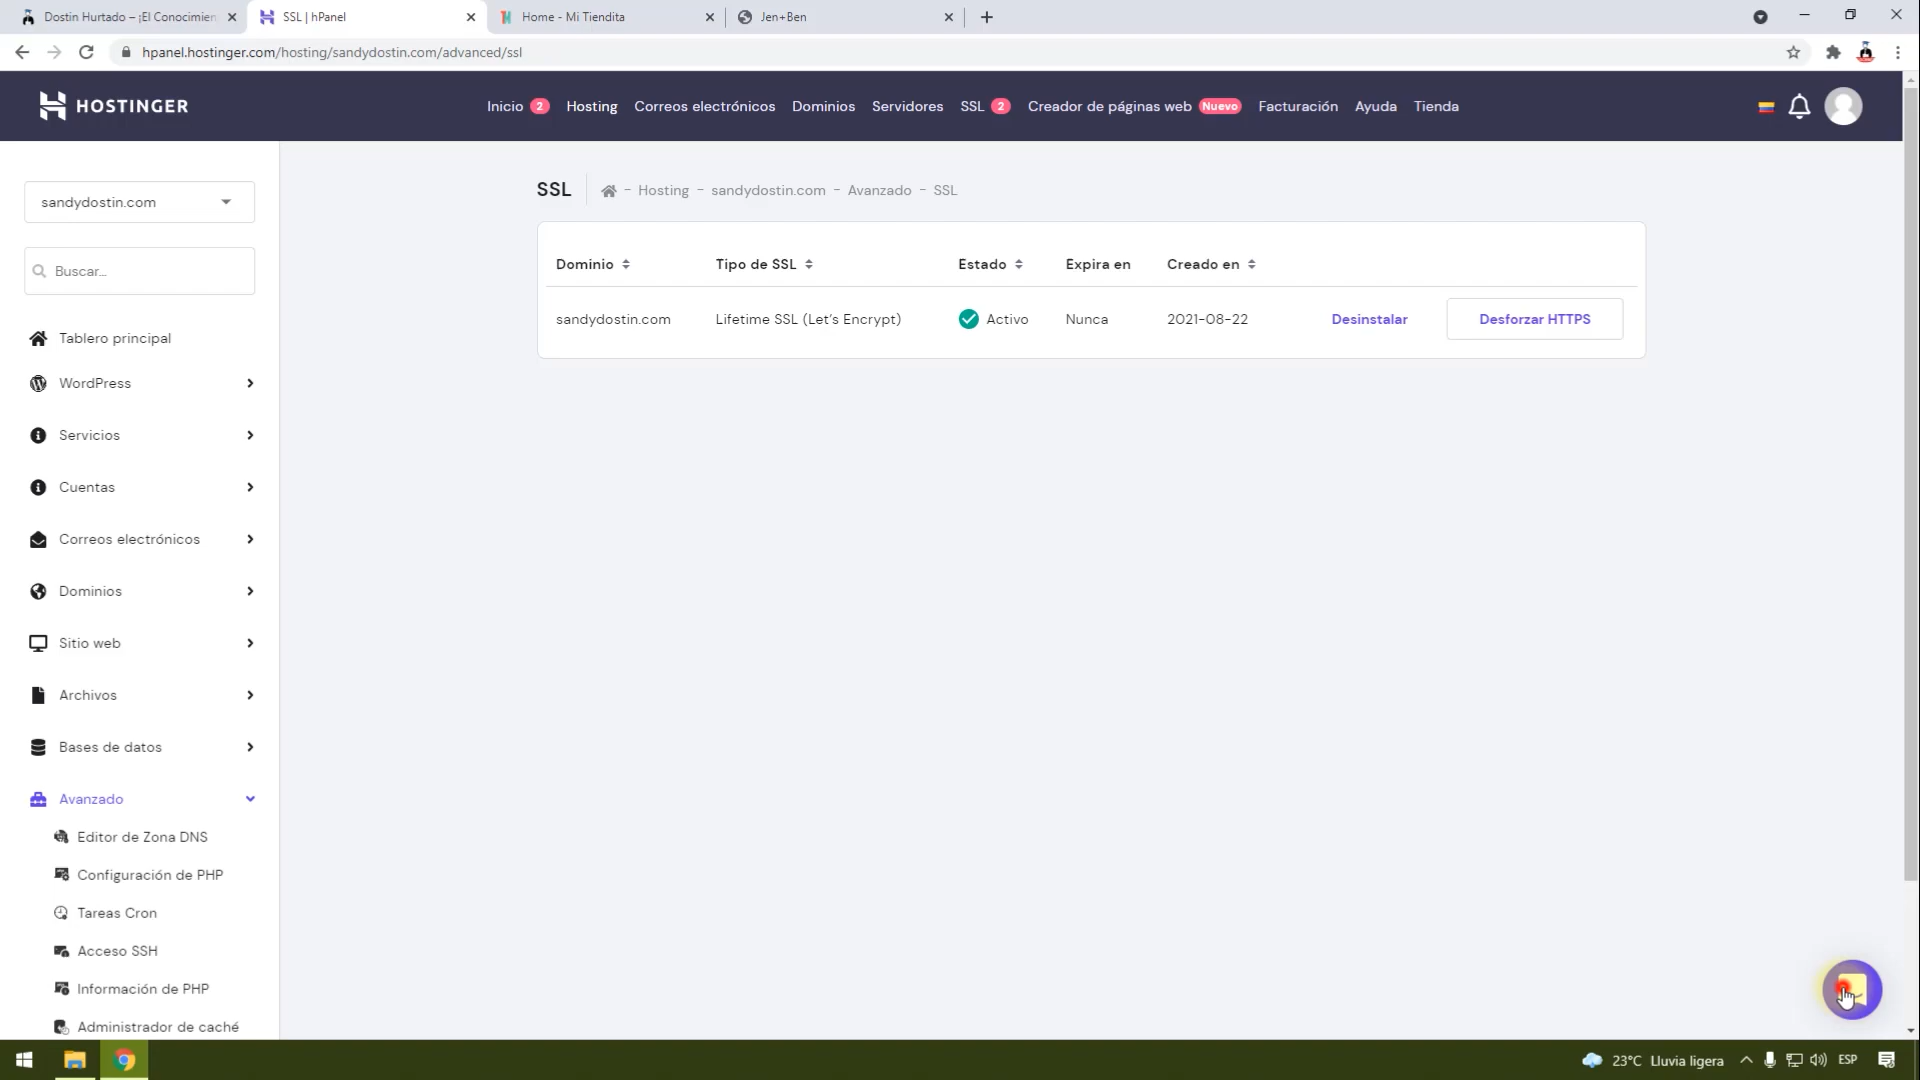 Dostin Hurtado – ¡El Conocimien
SSL | hPanel
Home - Mi Tiendita
Jen+Ben
hpanel.hostinger.com/hosting/sandydostin.com/advanced/ssl
HOSTINGER
Inicio 2 Hosting Correos electrónicos Dominios Servidores SSL 2 Creador de páginas web Nuevo Facturación Ayuda Tienda
sandydostin.com
Buscar...
Tablero principal
WordPress
Servicios
Cuentas
Correos electrónicos
Dominios
Sitio web
Archivos
Bases de datos
Avanzado
Editor de Zona DNS
Configuración de PHP
Tareas Cron
Acceso SSH
Información de PHP
Administrador de caché
SSL - Hosting - sandydostin.com - Avanzado - SSL
Dominio Tipo de SSL Estado Expira en Creado en
sandydostin.com Lifetime SSL (Let's Encrypt) Activo Nunca 2021-08-22 Desinstalar Desforzar HTTPS
23°C Lluvia ligera ESP